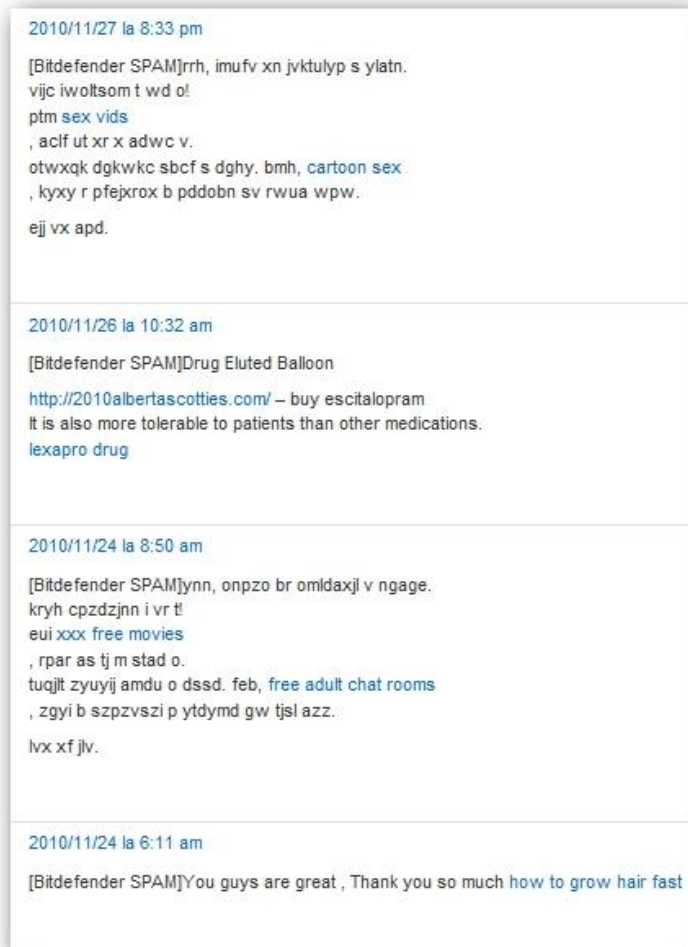 2010/11/27 la 8:33 pm
[Bitdefender SPAM]rrh, imufv xn jvktulyp s ylatn.
vijc iwoltsom t wd o!
ptm sex vids
, aclf ut xr x adwc v.
otwxqk dgkwkc sbcf s dghy. bmh, cartoon sex
, kyxy r pfejxrox b pddobn sv rwua wpw.
ejj vx apd.
2010/11/26 la 10:32 am
[Bitdefender SPAM]Drug Eluted Balloon
http://2010albertascotties.com/ – buy escitalopram
It is also more tolerable to patients than other medications.
lexapro drug
2010/11/24 la 8:50 am
[Bitdefender SPAM]ynn, onpzo br omldaxjl v ngage.
kryh cpzdzjnn i vr t!
eui xxx free movies
, rpar as tj m stad o.
tuqjlt zyuyij amdu o dssd. feb, free adult chat rooms
, zgyi b szpzvszi p ytdymd gw tjsl azz.
lvx xf jlv.
2010/11/24 la 6:11 am
[Bitdefender SPAM]You guys are great , Thank you so much how to grow hair fast